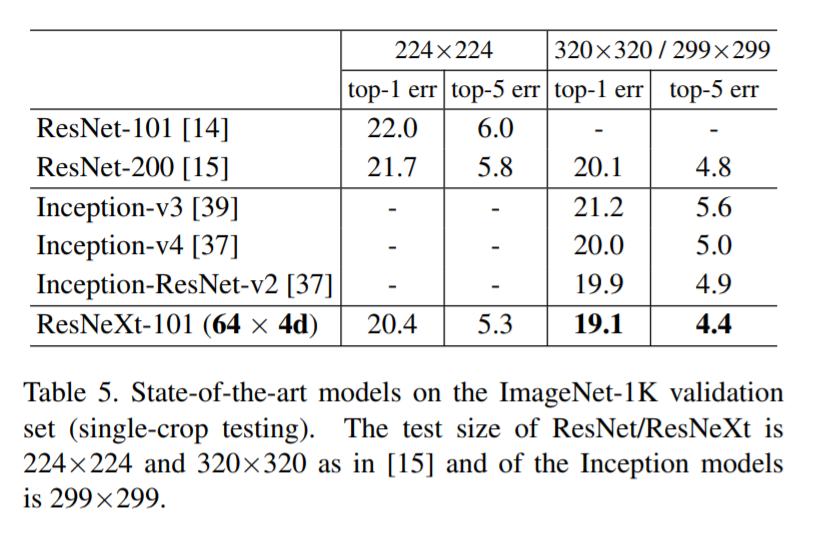 224×224 320×320 / 299×299
top-1 err top-5 err top-1 err top-5 err
ResNet-101 [14] 22.0 6.0 - -
ResNet-200 [15] 21.7 5.8 20.1 4.8
Inception-v3 [39] - - 21.2 5.6
Inception-v4 [37] - - 20.0 5.0
Inception-ResNet-v2 [37] - - 19.9 4.9
ResNeXt-101 (64 × 4d) 20.4 5.3 19.1 4.4
Table 5. State-of-the-art models on the ImageNet-1K validation
set (single-crop testing). The test size of ResNet/ResNeXt is
224×224 and 320×320 as in [15] and of the Inception models
is 299×299.